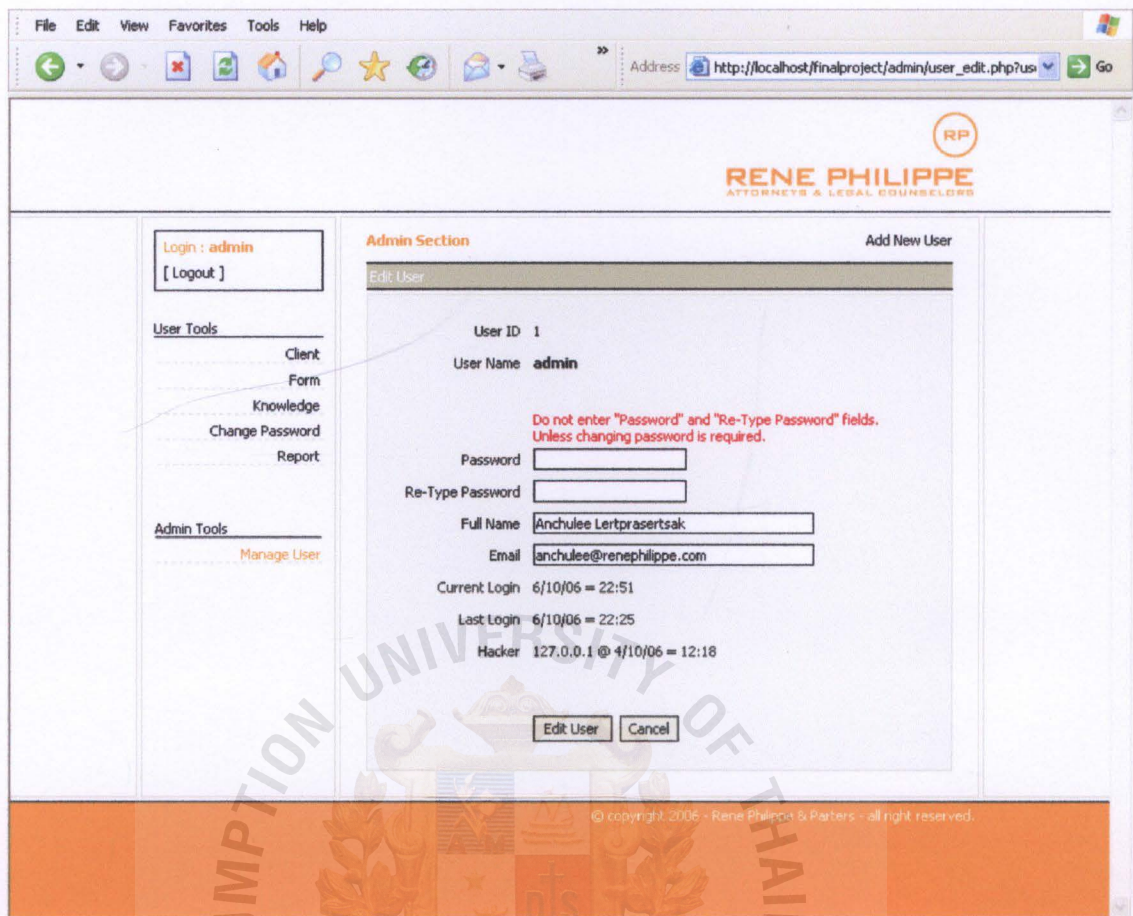 File Edit View Favorites Tools Help
» Address http://localhost/finalproject/admin/user_edit.php?us Go
RP
RENE PHILIPPE
ATTORNEYS & LEGAL COUNSELORS
Login : admin
[ Logout ]
User Tools
Client
Form
Knowledge
Change Password
Report
Admin Tools
Manage User
Admin Section
Add New User
Edit User
User ID 1
User Name admin
Do not enter "Password" and "Re-Type Password" fields.
Unless changing password is required.
Password
Re-Type Password
Full Name Anchulee Lertprasertsak
Email anchulee@renephilippe.com
Current Login 6/10/06 = 22:51
Last Login 6/10/06 = 22:25
Hacker 127.0.0.1 @ 4/10/06 = 12:18
Edit User Cancel
© copyright 2006 - Rene Philippe & Parters - all right reserved.
MPTION UNIVERSITY OF THAI
A M
D S